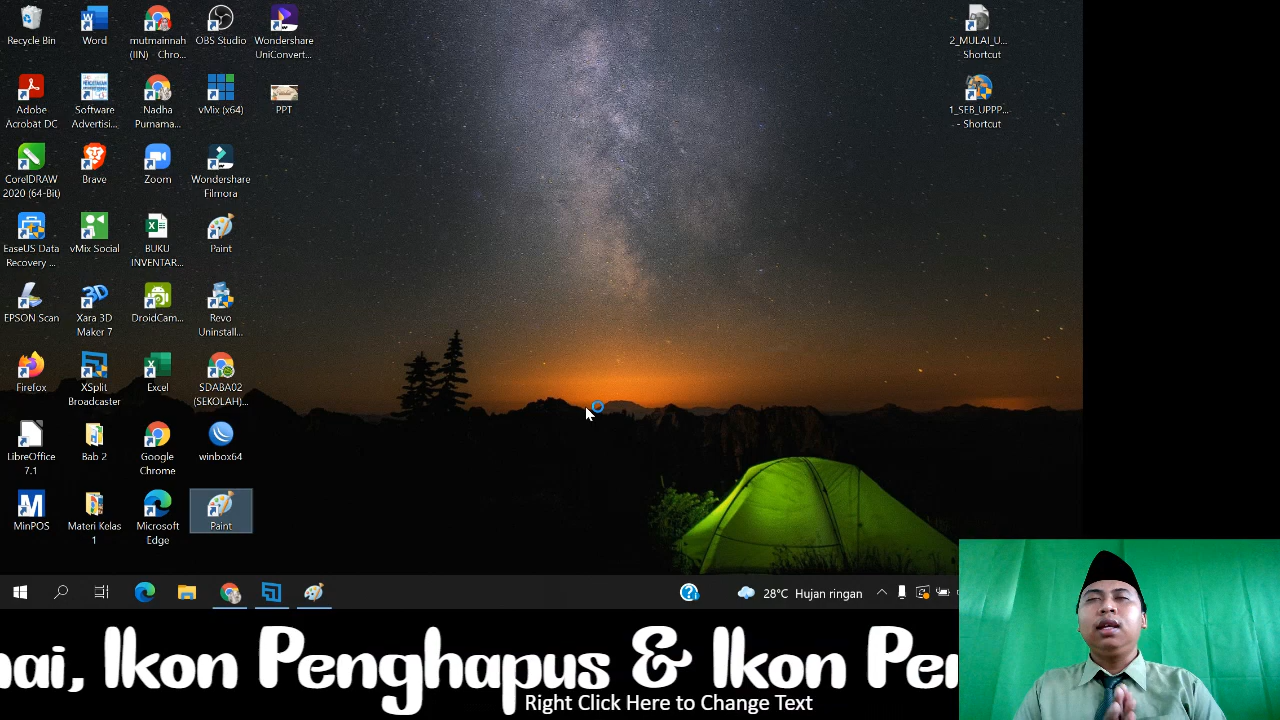 Recycle Bin
Word
mutmainnah
(IIN) - Chro...
OBS Studio
Wondershare
UniConvert...
2_MULAI_U...
- Shortcut
Adobe
Acrobat DC
Software
Advertisi...
Nadha
Purnama...
vMix (x64)
PPT
1_SEB_UPPP...
- Shortcut
CorelDRAW
2020 (64-Bit)
Brave
Zoom
Wondershare
Filmora
EaseUS Data
Recovery ...
vMix Social
BUKU
INVENTAR...
Paint
EPSON Scan
Xara 3D
Maker 7
DroidCam...
Revo
Uninstall...
Firefox
XSplit
Broadcaster
Excel
SDABA02
(SEKOLAH)...
LibreOffice
7.1
Bab 2
Google
Chrome
winbox64
MinPOS
Materi Kelas
1
Microsoft
Edge
Paint
28°C Hujan ringan
nai, Ikon Penghapus & Ikon Pen
Right Click Here to Change Text